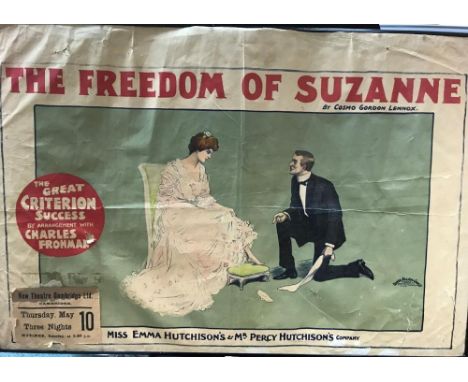 THE FREEDOM OF SUZANNE
BY COSMO GORDON LENNOX.
THE
GREAT
CRITERION
SUCCESS
BY ARRANGEMENT WITH
CHARLES
FROHMAN
New Theatre Cambridge Ltd.
CAMBRIDGE.
Thursday, May 10
Three Nights
MISS EMMA HUTCHISON'S & MR PERCY HUTCHISON'S COMPANY